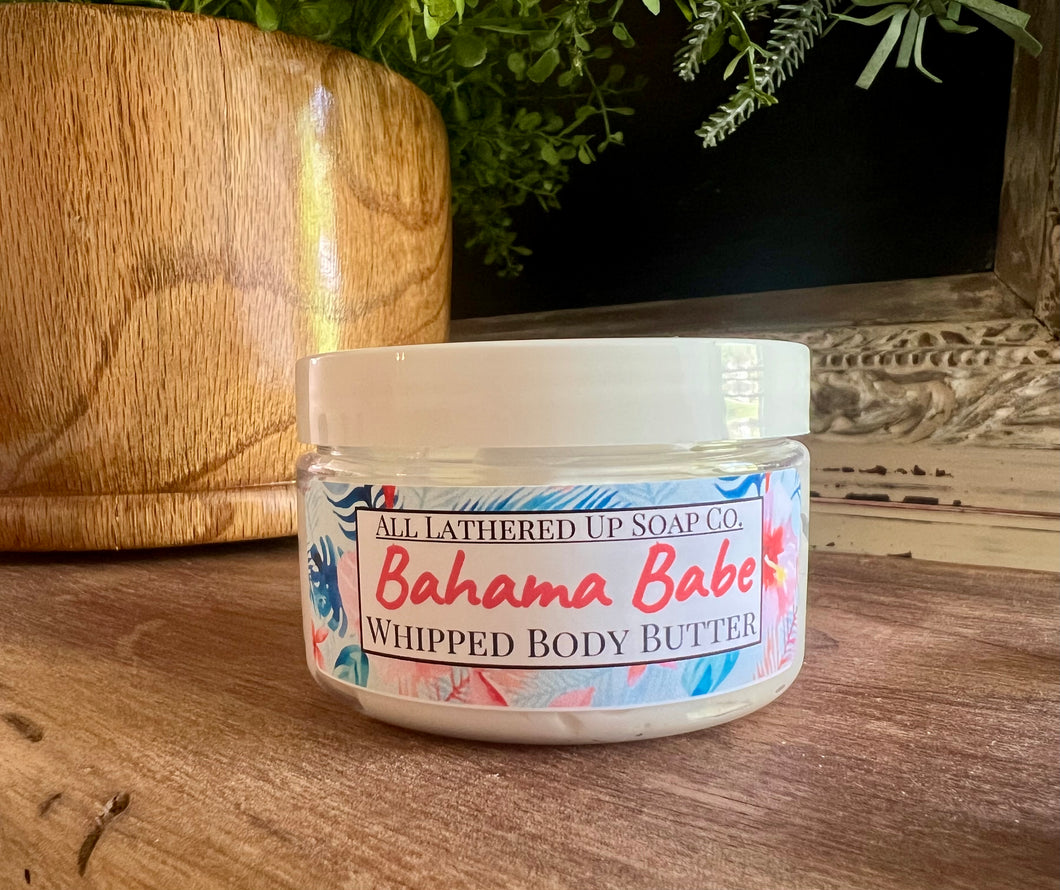 All Lathered Up Soap Co.
Bahama Babe
Whipped Body Butter